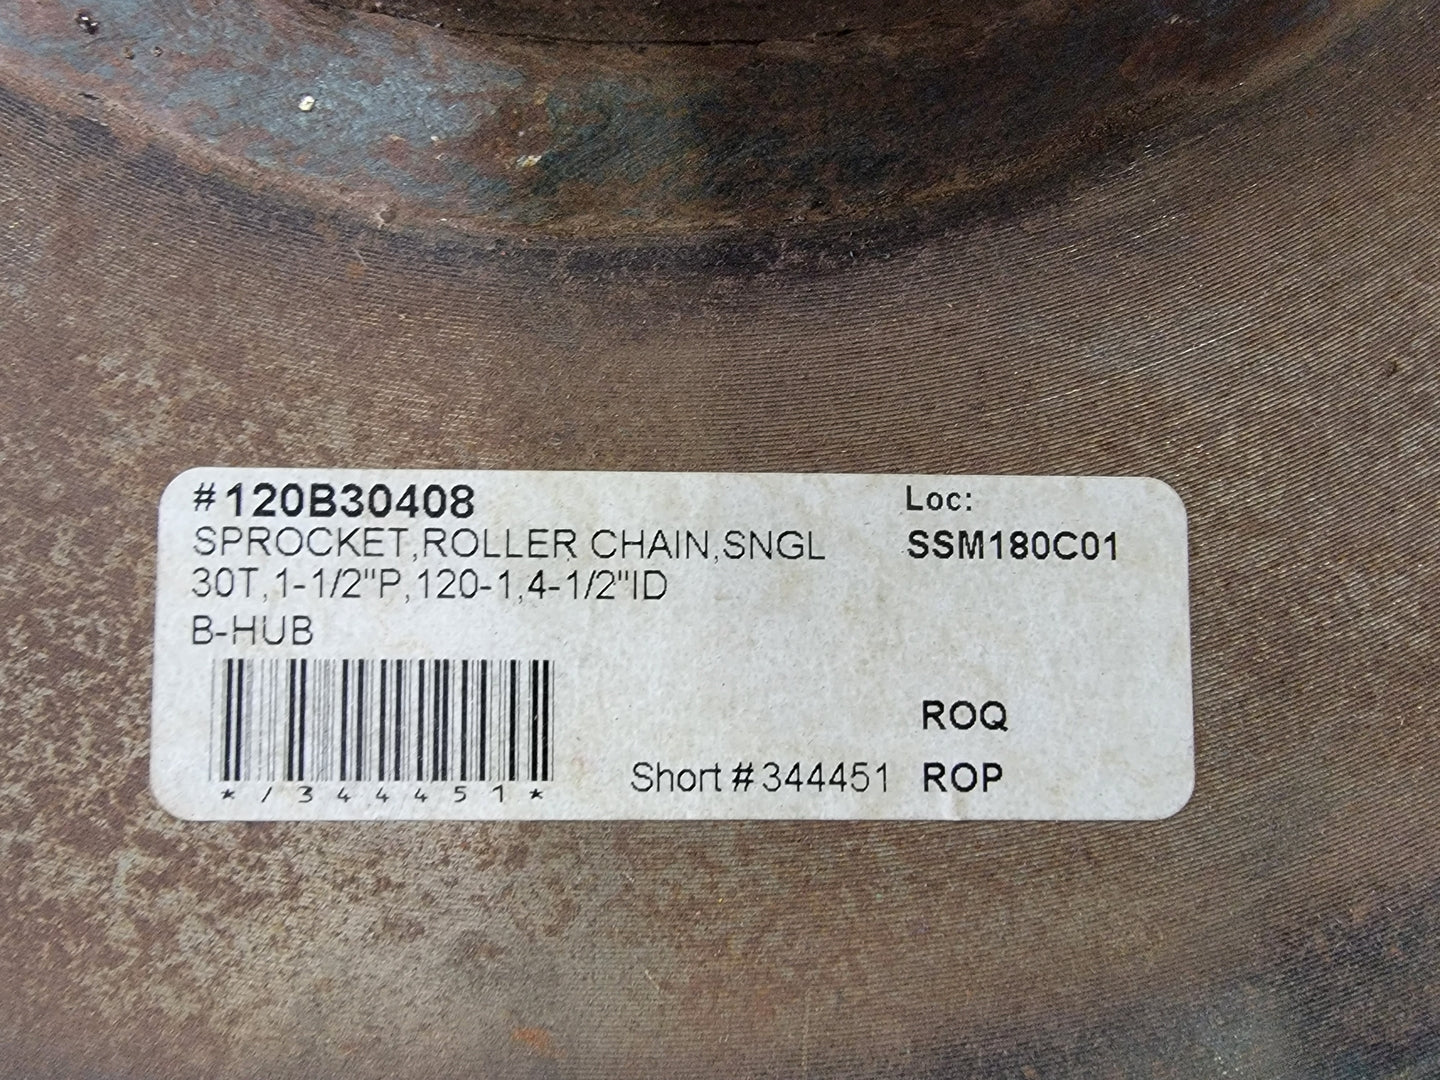 #120B30408
SPROCKET,ROLLER CHAIN,SNGL
30T,1-1/2"P,120-1,4-1/2"ID
B-HUB
*/344451*
Short #344451
Loc:
SSM180C01
ROQ
ROP